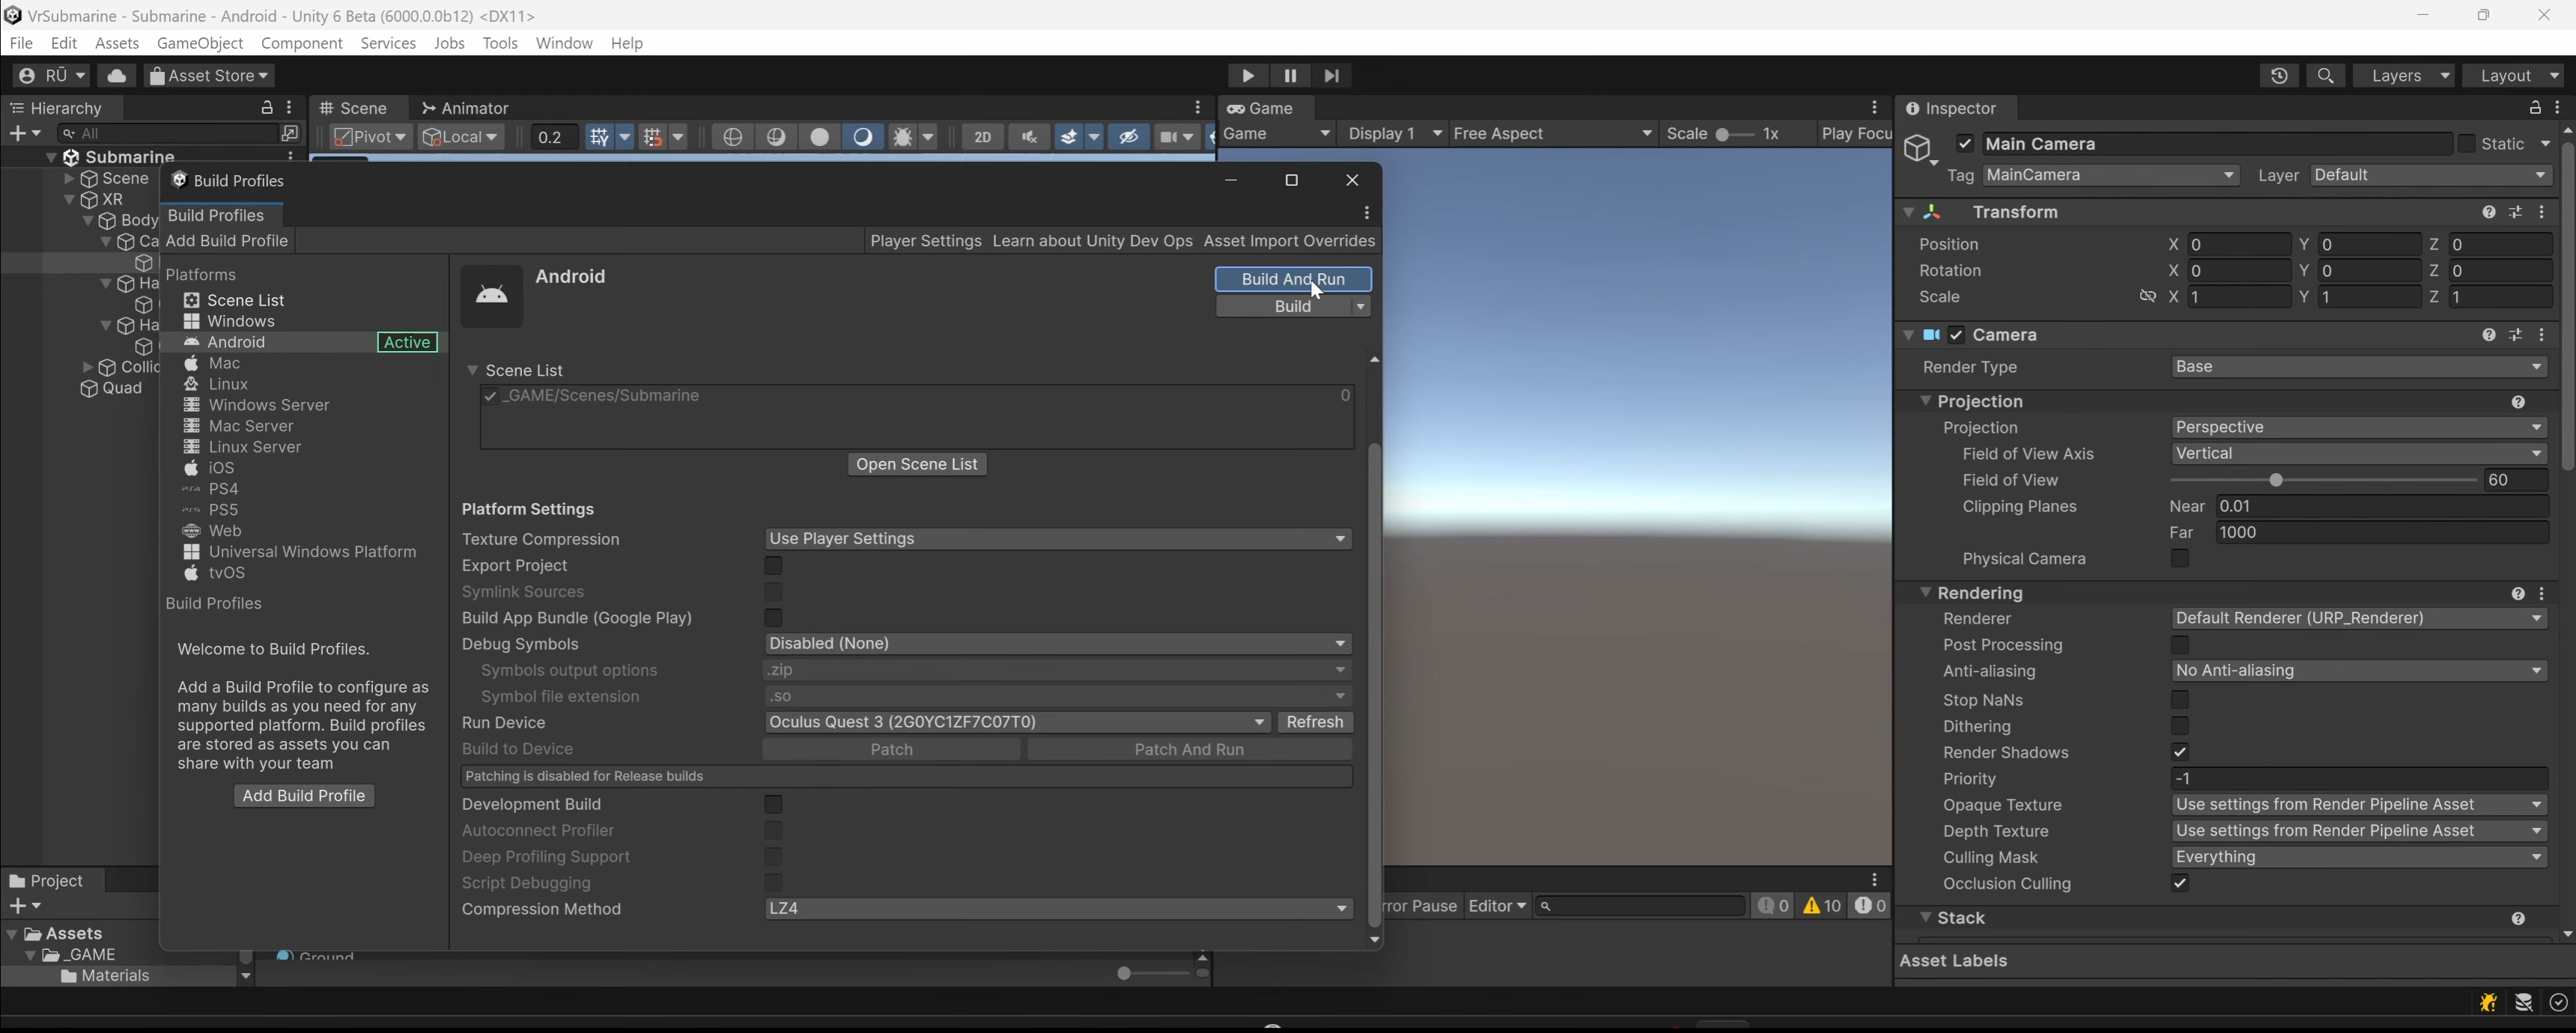 VrSubmarine - Submarine - Android - Unity 6 Beta (6000.0.0b12) <DX11>
File Edit Assets GameObject Component Services Jobs Tools Window Help
RŪ Asset Store Layers Layout
Hierarchy Scene Animator Game Inspector
All Pivot Local 0.2 2D Game Display 1 Free Aspect Scale 1x Play Focu
Main Camera Static
Tag MainCamera Layer Default
Submarine
Scene
XR
Body
Ca
Ha
Ha
Collic
Quad
Build Profiles
Build Profiles
Add Build Profile Player Settings Learn about Unity Dev Ops Asset Import Overrides
Platforms
Scene List
Windows
Android Active
Mac
Linux
Windows Server
Mac Server
Linux Server
iOS
PS4
PS5
Web
Universal Windows Platform
tvOS
Build Profiles
Welcome to Build Profiles.
Add a Build Profile to configure as
many builds as you need for any
supported platform. Build profiles
are stored as assets you can
share with your team
Add Build Profile
Android
Build And Run
Build
Scene List
_GAME/Scenes/Submarine 0
Open Scene List
Platform Settings
Texture Compression Use Player Settings
Export Project
Symlink Sources
Build App Bundle (Google Play)
Debug Symbols Disabled (None)
Symbols output options .zip
Symbol file extension .so
Run Device Oculus Quest 3 (2G0YC1ZF7C07T0) Refresh
Build to Device Patch Patch And Run
Patching is disabled for Release builds
Development Build
Autoconnect Profiler
Deep Profiling Support
Script Debugging
Compression Method LZ4
Transform
Position X 0 Y 0 Z 0
Rotation X 0 Y 0 Z 0
Scale X 1 Y 1 Z 1
Camera
Render Type Base
Projection
Projection Perspective
Field of View Axis Vertical
Field of View 60
Clipping Planes Near 0.01
Far 1000
Physical Camera
Rendering
Renderer Default Renderer (URP_Renderer)
Post Processing
Anti-aliasing No Anti-aliasing
Stop NaNs
Dithering
Render Shadows
Priority -1
Opaque Texture Use settings from Render Pipeline Asset
Depth Texture Use settings from Render Pipeline Asset
Culling Mask Everything
Occlusion Culling
Stack
Asset Labels
Project
rror Pause Editor 0 10 0
Assets
_GAME
Materials
Ground